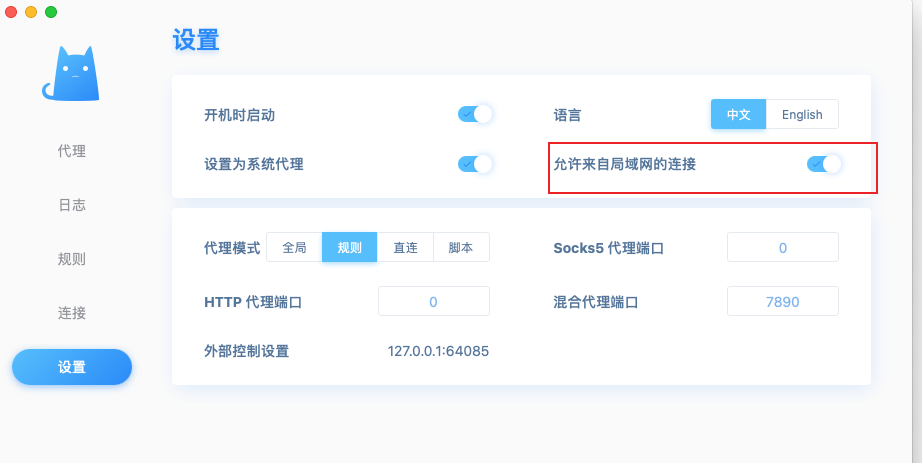 设置
代理
日志
规则
连接
设置
开机时启动
语言 中文 English
设置为系统代理
允许来自局域网的连接
代理模式 全局 规则 直连 脚本
Socks5 代理端口 0
HTTP 代理端口 0
混合代理端口 7890
外部控制设置 127.0.0.1:64085